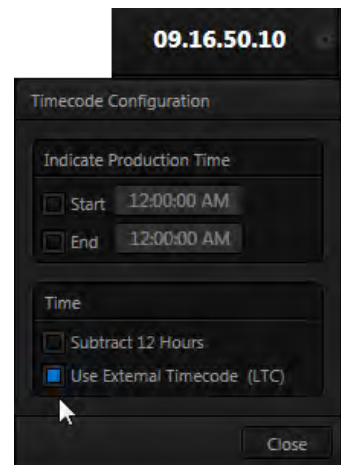 09.16.50.10
Timecode Configuration
Indicate Production Time
Start 12:00:00 AM
End 12:00:00 AM
Time
Subtract 12 Hours
Use External Timecode (LTC)
Close